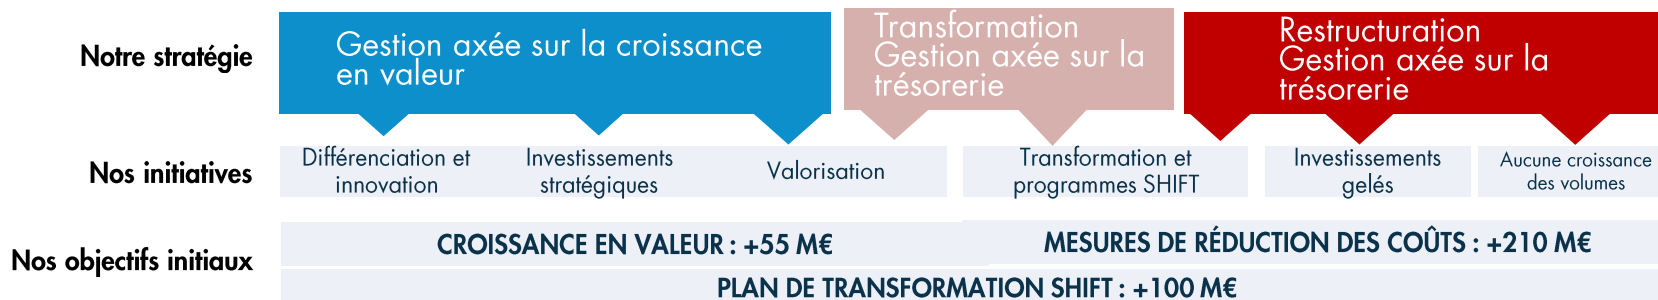 Notre stratégie
Gestion axée sur la croissance
en valeur
Transformation
Gestion axée sur la
trésorerie
Restructuration
Gestion axée sur la
trésorerie
Nos initiatives
Différenciation et
innovation
Investissements
stratégiques
Valorisation
Transformation et
programmes SHIFT
Investissements
gelés
Aucune croissance
des volumes
Nos objectifs initiaux
CROISSANCE EN VALEUR : +55 M€
MESURES DE RÉDUCTION DES COÛTS : +210 M€
PLAN DE TRANSFORMATION SHIFT : +100 M€